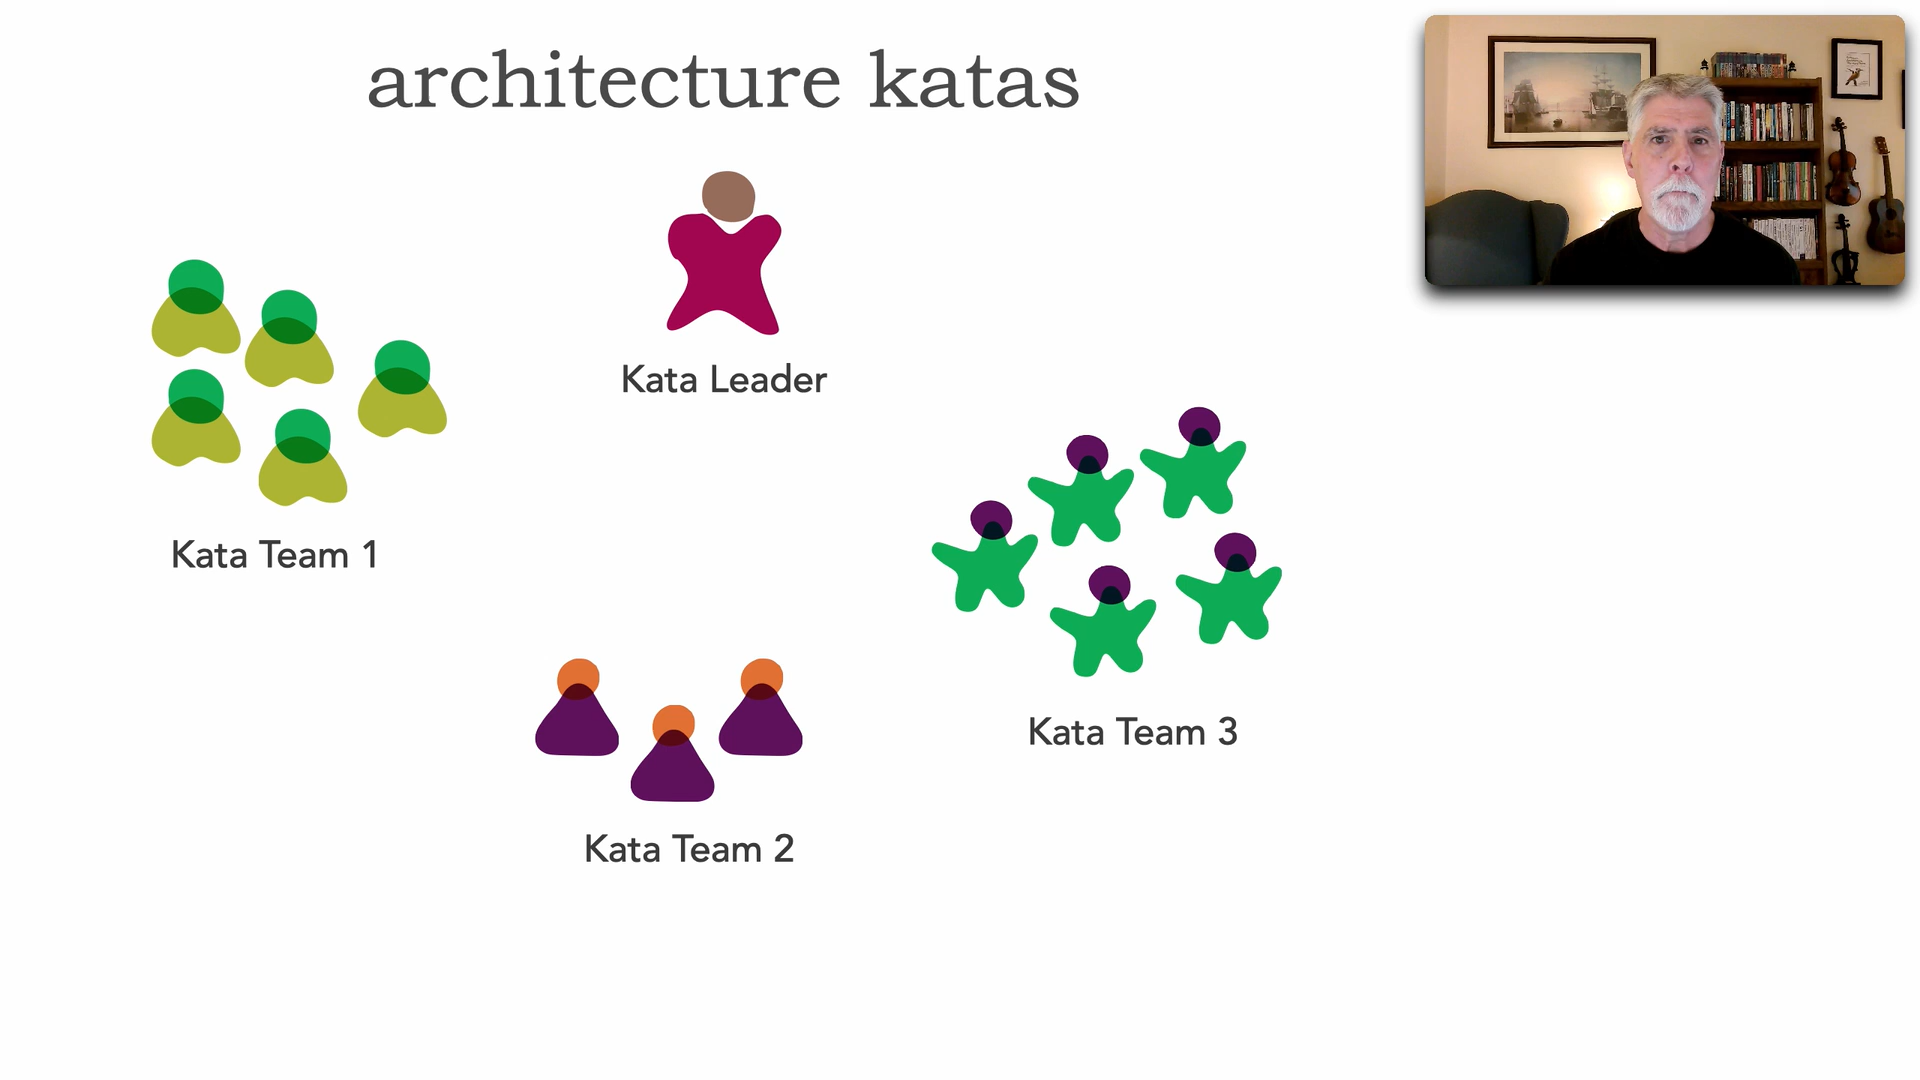 architecture katas
Kata Leader
Kata Team 1
Kata Team 3
Kata Team 2